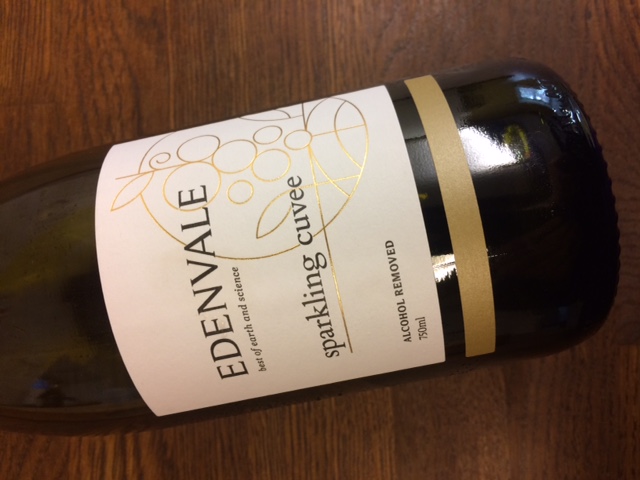 EDENVALE
best of earth and science
sparkling cuvee
ALCOHOL REMOVED
750ml